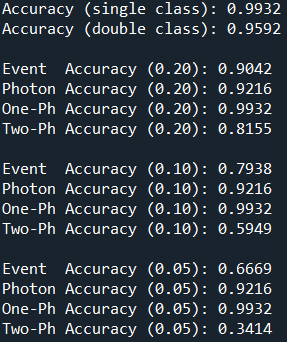 Accuracy (single class): 0.9932
Accuracy (double class): 0.9592
Event  Accuracy (0.20): 0.9042
Photon Accuracy (0.20): 0.9216
One-Ph Accuracy (0.20): 0.9932
Two-Ph Accuracy (0.20): 0.8155
Event  Accuracy (0.10): 0.7938
Photon Accuracy (0.10): 0.9216
One-Ph Accuracy (0.10): 0.9932
Two-Ph Accuracy (0.10): 0.5949
Event  Accuracy (0.05): 0.6669
Photon Accuracy (0.05): 0.9216
One-Ph Accuracy (0.05): 0.9932
Two-Ph Accuracy (0.05): 0.3414